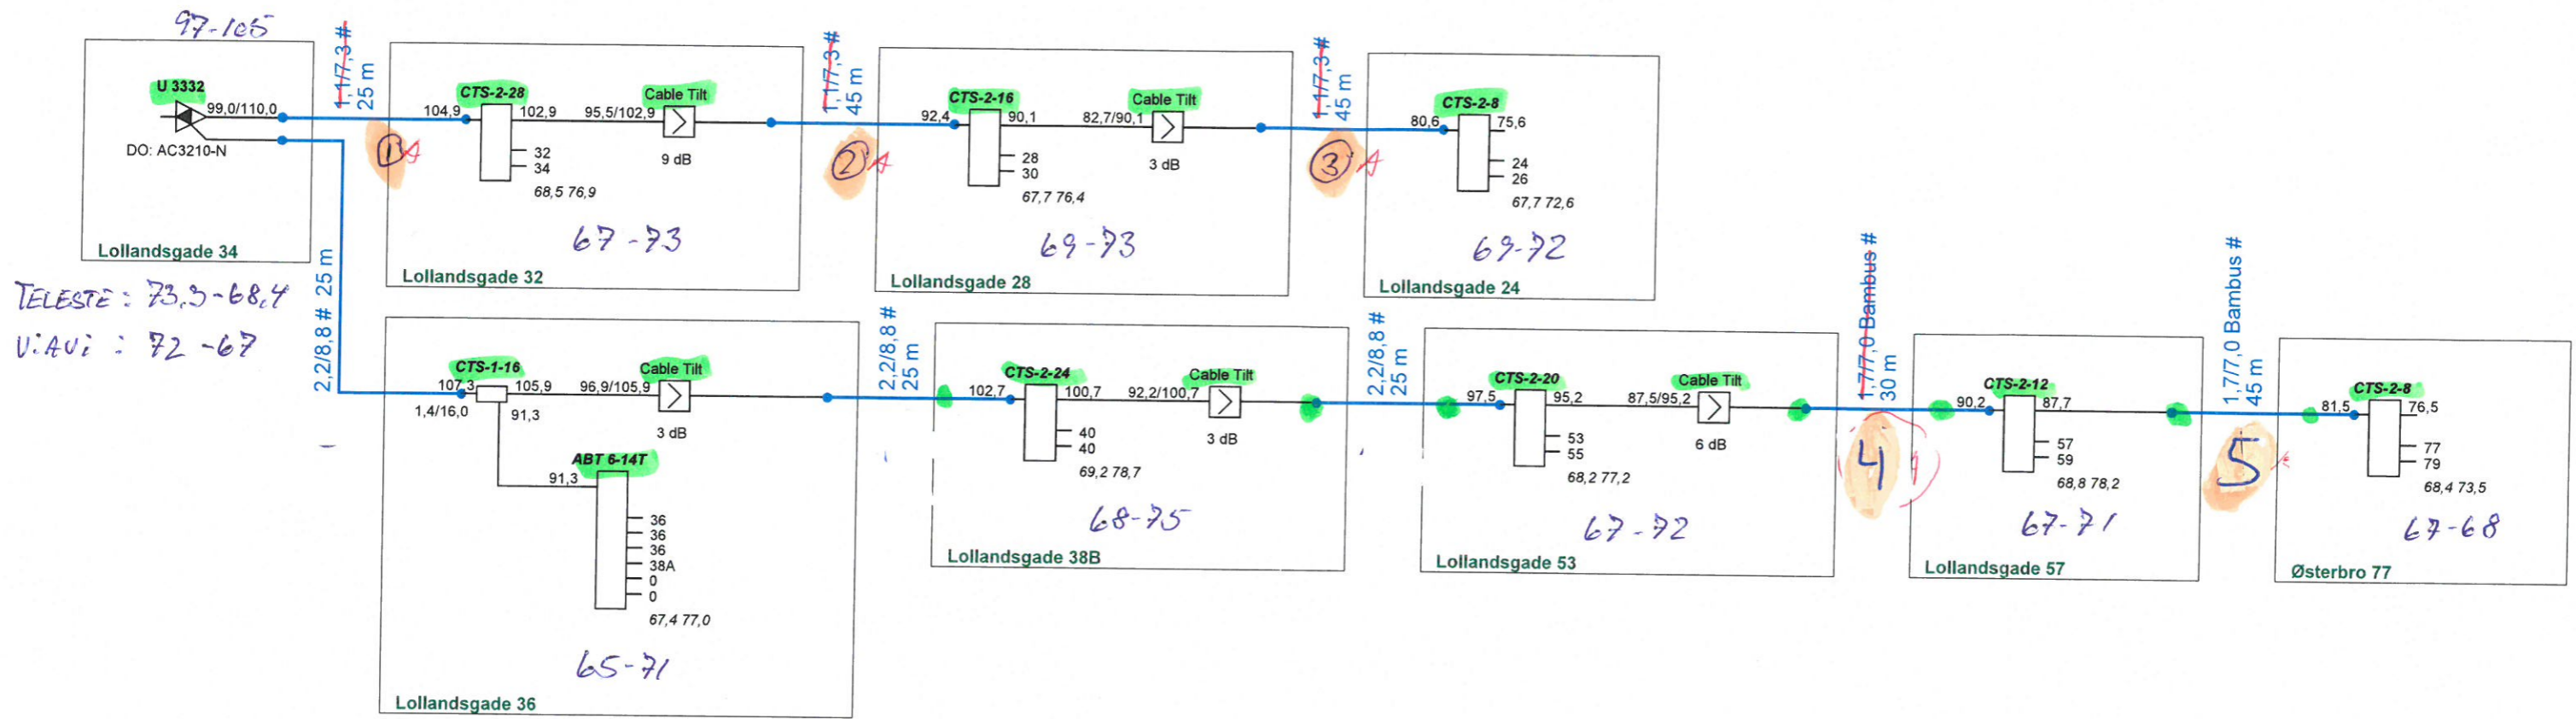 97-105
U 3332
99,0/110,0
DO: AC3210-N
Lollandsgade 34
TELESTE: 73,3-68,4
ViAVi : 72-67
1,1/7,3 #
25 m
104,9
CTS-2-28
102,9
95,5/102,9
Cable Tilt
9 dB
32
34
68,5 76,9
67-73
Lollandsgade 32
1 A
1,1/7,3 #
45 m
92,4
CTS-2-16
90,1
82,7/90,1
Cable Tilt
3 dB
28
30
67,7 76,4
69-73
Lollandsgade 28
2 A
1,1/7,3 #
45 m
80,6
CTS-2-8
75,6
24
26
67,7 72,6
69-72
Lollandsgade 24
3 A
2,2/8,8 # 25 m
107,3
CTS-1-16
105,9
96,9/105,9
Cable Tilt
1,4/16,0
91,3
3 dB
91,3
ABT 6-14T
36
36
36
38A
0
0
67,4 77,0
65-71
Lollandsgade 36
2,2/8,8 #
25 m
102,7
CTS-2-24
100,7
92,2/100,7
Cable Tilt
3 dB
40
40
69,2 78,7
68-75
Lollandsgade 38B
2,2/8,8 #
25 m
97,5
CTS-2-20
95,2
87,5/95,2
Cable Tilt
6 dB
53
55
68,2 77,2
67-72
Lollandsgade 53
1,7/7,0 Bambus #
30 m
4
90,2
CTS-2-12
87,7
57
59
68,8 78,2
67-71
Lollandsgade 57
1,7/7,0 Bambus #
45 m
5
81,5
CTS-2-8
76,5
77
79
68,4 73,5
67-68
Østerbro 77